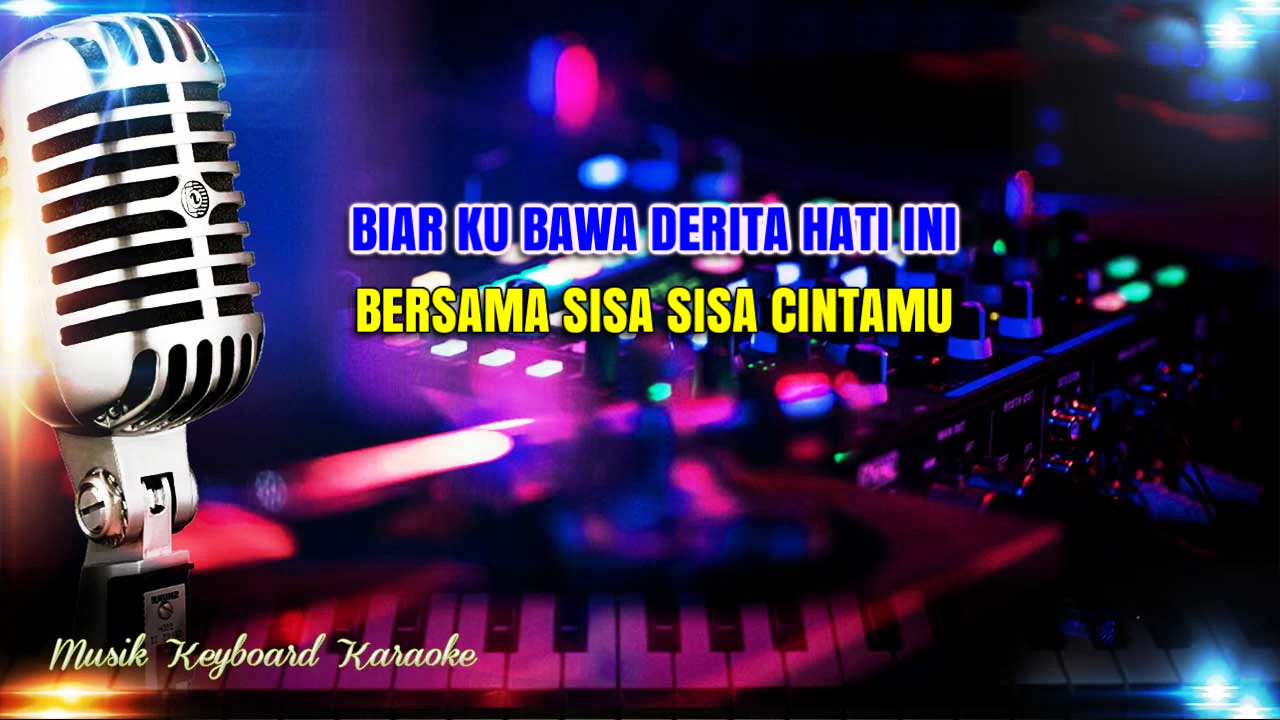 BIAR KU BAWA DERITA HATI INI
BERSAMA SISA SISA CINTAMU
Musik Keyboard Karaoke